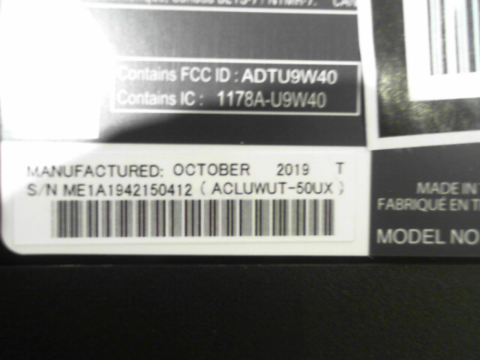 Contains FCC ID : ADTU9W40
Contains IC : 1178A-U9W40
MANUFACTURED: OCTOBER 2019 T
S/N ME1A1942150412 ( ACLUWUT-50UX )
MADE IN
FABRIQUÉ EN
MODEL NO